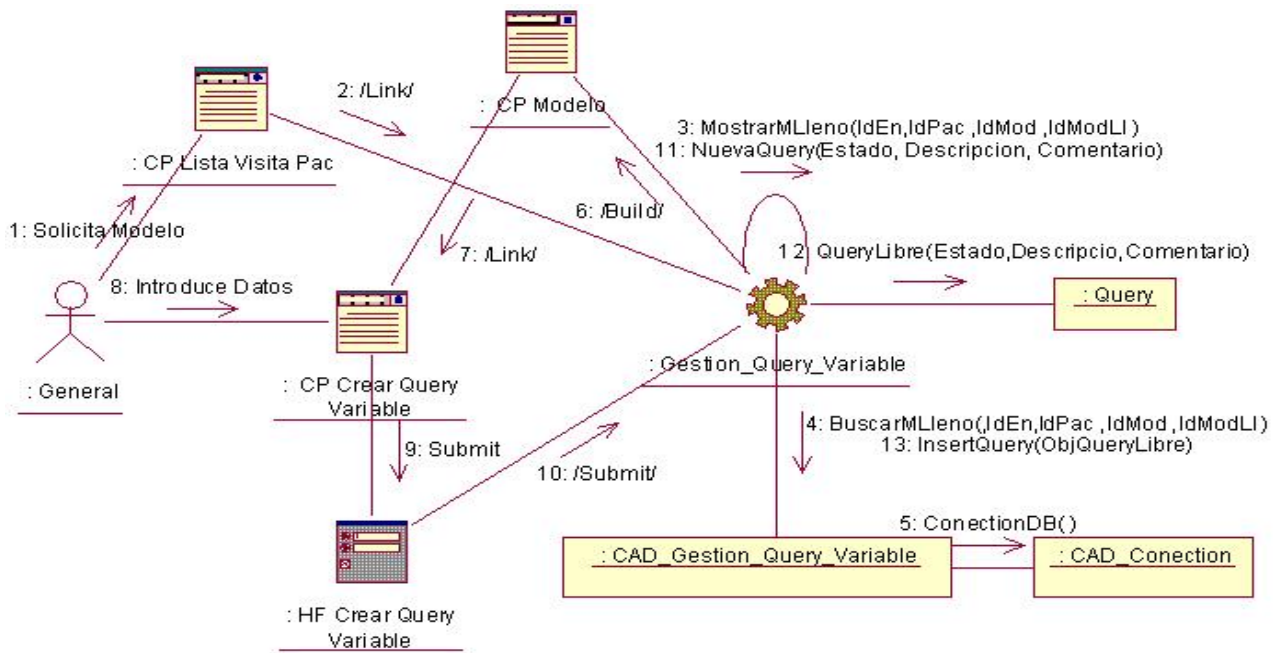 2: /Link/
: CP Modelo
3: MostrarMLleno(IdEn,IdPac ,IdMod ,IdModLl )
11: NuevaQuery(Estado, Descripcion, Comentario)
: CP Lista Visita Pac
6: /Build/
1: Solicita Modelo
7: /Link/
12: QueryLibre(Estado,Descripcio,Comentario)
8: Introduce Datos
: Query
: General
: CP Crear Query
Variable
: Gestion_Query_Variable
4: BuscarMLleno(,IdEn,IdPac ,IdMod ,IdModLl )
13: InsertQuery(ObjQueryLibre)
9: Submit
10: /Submit/
5: ConectionDB()
: CAD_Gestion_Query_Variable
: CAD_Conection
: HF Crear Query
Variable